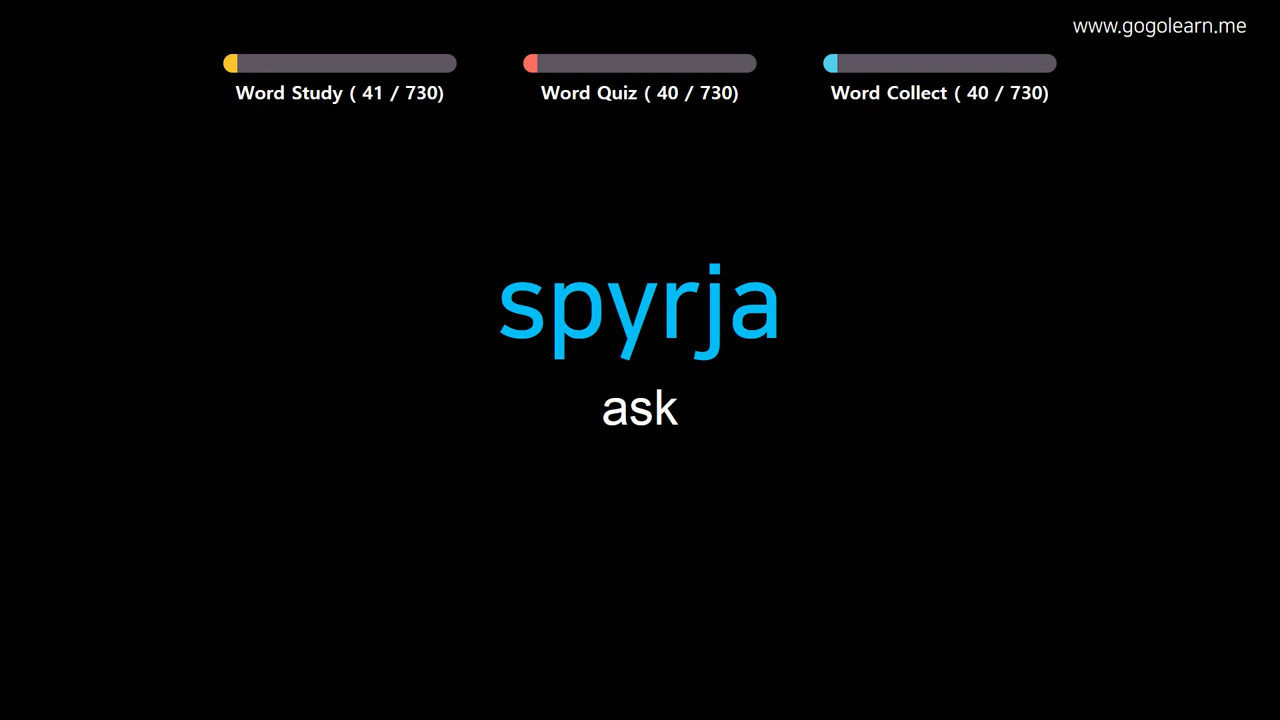 www.gogolearn.me
Word Study ( 41 / 730)
Word Quiz ( 40 / 730)
Word Collect ( 40 / 730)
spyrja
ask